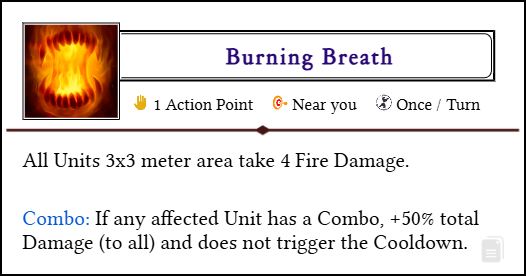 Burning Breath
1 Action Point Near you Once / Turn
All Units 3x3 meter area take 4 Fire Damage.
Combo: If any affected Unit has a Combo, +50% total
Damage (to all) and does not trigger the Cooldown.